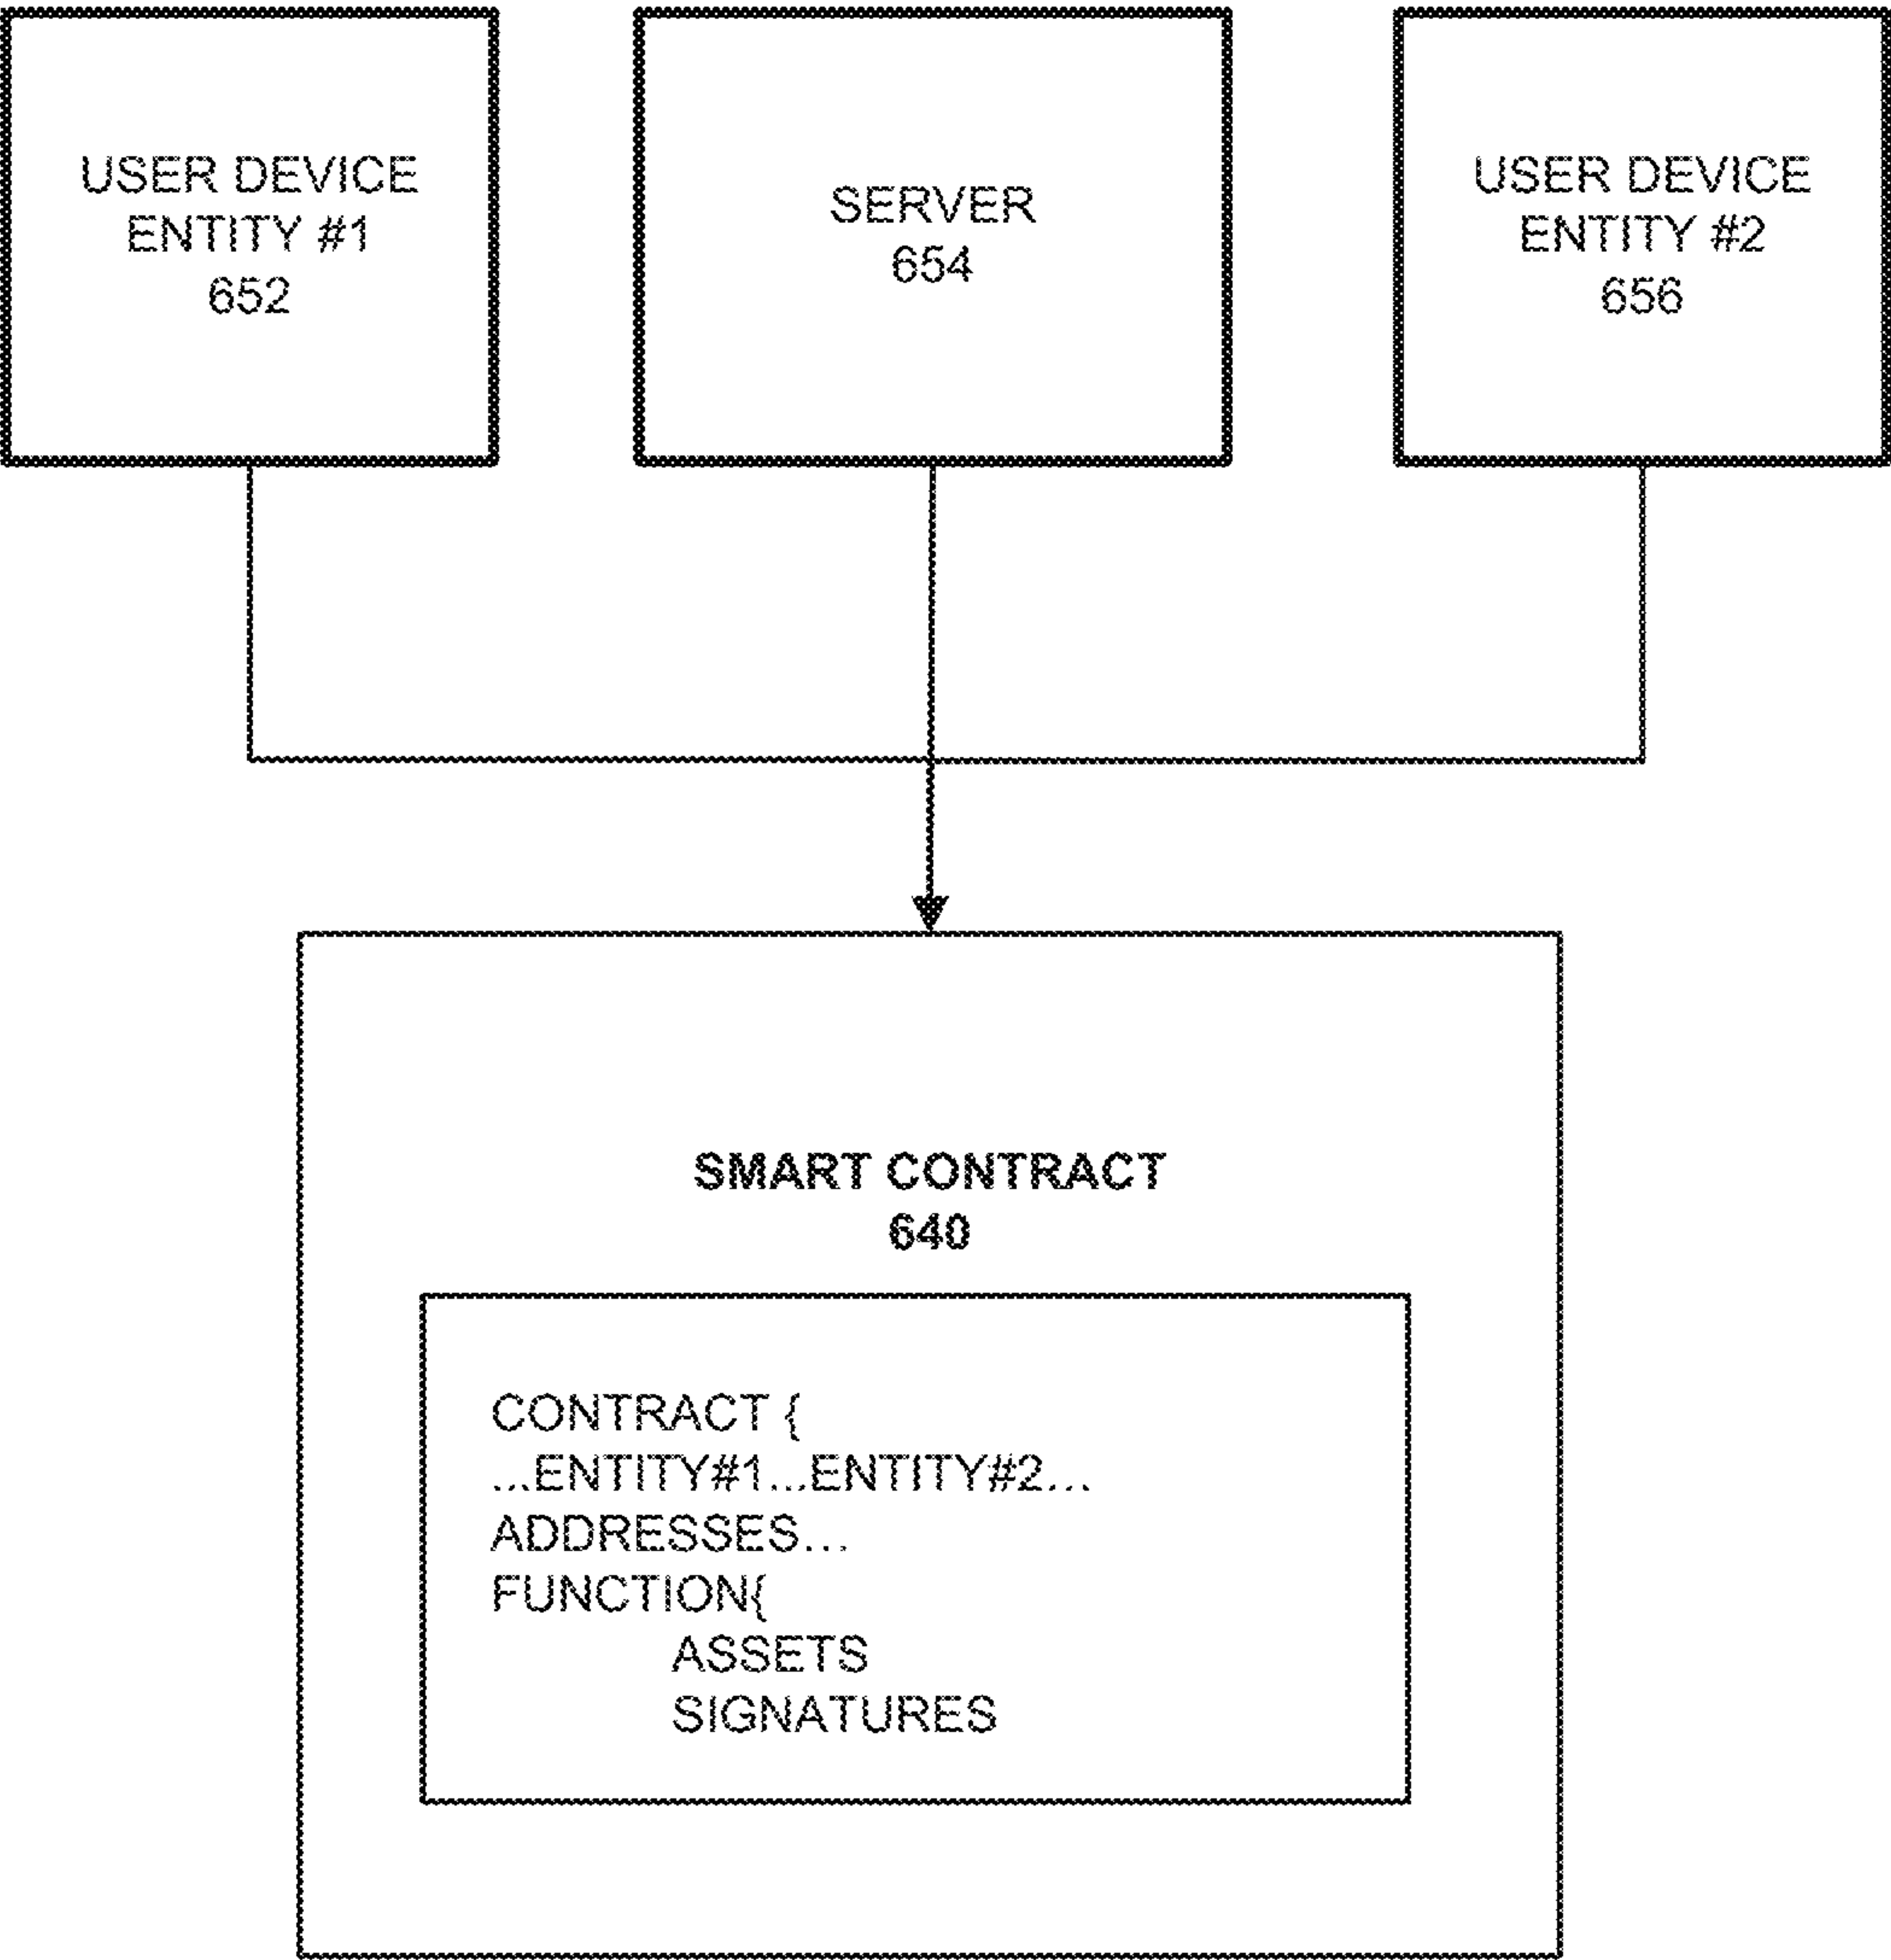 USER DEVICE
ENTITY #1
652
SERVER
654
USER DEVICE
ENTITY #2
656
SMART CONTRACT
640
CONTRACT {
...ENTITY#1...ENTITY#2...
ADDRESSES...
FUNCTION{
ASSETS
SIGNATURES